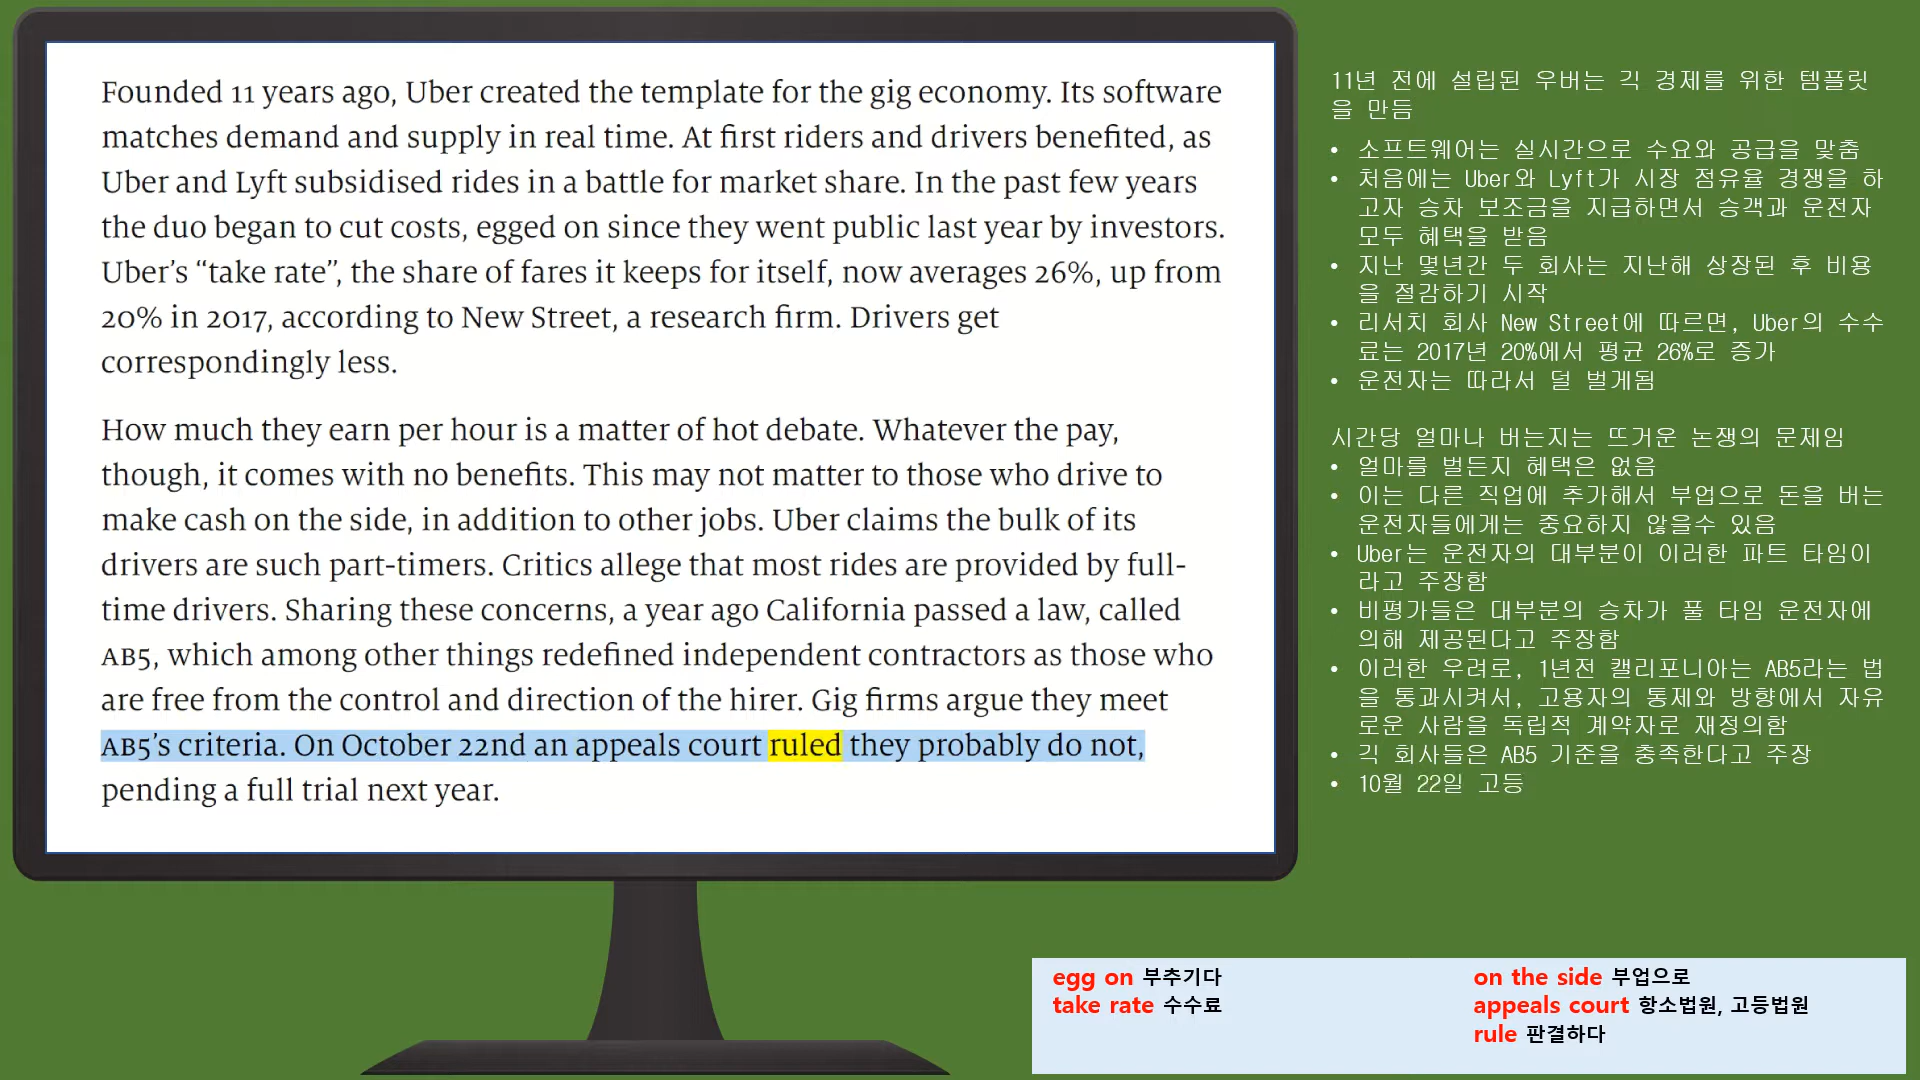 Founded 11 years ago, Uber created the template for the gig economy. Its software
matches demand and supply in real time. At first riders and drivers benefited, as
Uber and Lyft subsidised rides in a battle for market share. In the past few years
the duo began to cut costs, egged on since they went public last year by investors.
Uber's “take rate”, the share of fares it keeps for itself, now averages 26%, up from
20% in 2017, according to New Street, a research firm. Drivers get
correspondingly less.
How much they earn per hour is a matter of hot debate. Whatever the pay,
though, it comes with no benefits. This may not matter to those who drive to
make cash on the side, in addition to other jobs. Uber claims the bulk of its
drivers are such part-timers. Critics allege that most rides are provided by full-
time drivers. Sharing these concerns, a year ago California passed a law, called
AB5, which among other things redefined independent contractors as those who
are free from the control and direction of the hirer. Gig firms argue they meet
AB5's criteria. On October 22nd an appeals court ruled they probably do not,
pending a full trial next year.
11년 전에 설립된 우버는 긱 경제를 위한 템플릿
을 만듬
• 소프트웨어는 실시간으로 수요와 공급을 맞춤
• 처음에는 Uber와 Lyft가 시장 점유율 경쟁을 하
고자 승차 보조금을 지급하면서 승객과 운전자
모두 혜택을 받음
• 지난 몇년간 두 회사는 지난해 상장된 후 비용
을 절감하기 시작
• 리서치 회사 New Street에 따르면, Uber의 수수
료는 2017년 20%에서 평균 26%로 증가
• 운전자는 따라서 덜 벌게됨
시간당 얼마나 버는지는 뜨거운 논쟁의 문제임
• 얼마를 벌든지 혜택은 없음
• 이는 다른 직업에 추가해서 부업으로 돈을 버는
운전자들에게는 중요하지 않을수 있음
• Uber는 운전자의 대부분이 이러한 파트 타임이
라고 주장함
• 비평가들은 대부분의 승차가 풀 타임 운전자에
의해 제공된다고 주장함
• 이러한 우려로, 1년전 캘리포니아는 AB5라는 법
을 통과시켜서, 고용자의 통제와 방향에서 자유
로운 사람을 독립적 계약자로 재정의함
• 긱 회사들은 AB5 기준을 충족한다고 주장
• 10월 22일 고등
egg on 부추기다
take rate 수수료
on the side 부업으로
appeals court 항소법원, 고등법원
rule 판결하다